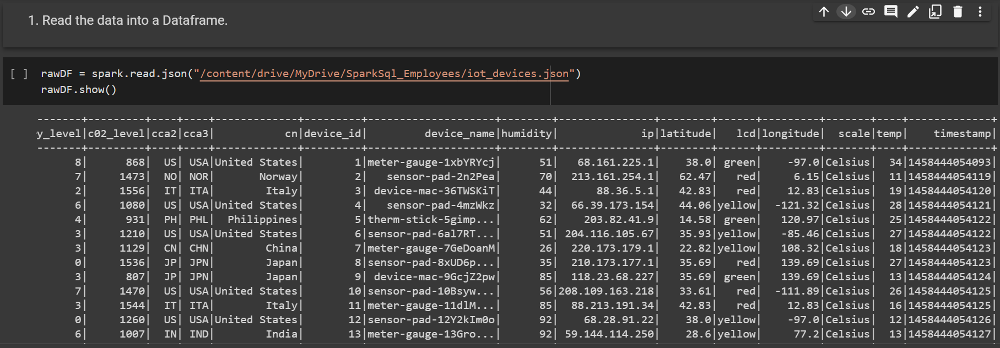 1. Read the data into a Dataframe.
[ ] rawDF = spark.read.json("/content/drive/MyDrive/SparkSql_Employees/iot_devices.json")
rawDF.show()
-------+---------+----+----+-------------+---------+--------------------+--------+---------------+--------+------+---------+-------+----+-------------+
y_level|c02_level|cca2|cca3|           cn|device_id|         device_name|humidity|             ip|latitude|   lcd|longitude|  scale|temp|    timestamp|
-------+---------+----+----+-------------+---------+--------------------+--------+---------------+--------+------+---------+-------+----+-------------+
      8|      868|  US| USA|United States|        1|meter-gauge-1xbYRYcj|      51|   68.161.225.1|    38.0| green|    -97.0|Celsius|  34|1458444054093|
      7|     1473|  NO| NOR|       Norway|        2|   sensor-pad-2n2Pea|      70|  213.161.254.1|   62.47|   red|     6.15|Celsius|  11|1458444054119|
      2|     1556|  IT| ITA|        Italy|        3| device-mac-36TWSKiT|      44|      88.36.5.1|   42.83|   red|    12.83|Celsius|  19|1458444054120|
      6|     1080|  US| USA|United States|        4|   sensor-pad-4mzWkz|      32|  66.39.173.154|   44.06|yellow|  -121.32|Celsius|  28|1458444054121|
      4|      931|  PH| PHL|  Philippines|        5|therm-stick-5gimp...|      62|    203.82.41.9|   14.58| green|   120.97|Celsius|  25|1458444054122|
      3|     1210|  US| USA|United States|        6|sensor-pad-6al7RT...|      51| 204.116.105.67|   35.93|yellow|   -85.46|Celsius|  27|1458444054122|
      3|     1129|  CN| CHN|        China|        7|meter-gauge-7GeDoanM|      26|  220.173.179.1|   22.82|yellow|   108.32|Celsius|  18|1458444054123|
      0|     1536|  JP| JPN|        Japan|        8|sensor-pad-8xUD6p...|      35|  210.173.177.1|   35.69|   red|   139.69|Celsius|  27|1458444054123|
      3|      807|  JP| JPN|        Japan|        9| device-mac-9GcjZ2pw|      85|  118.23.68.227|   35.69| green|   139.69|Celsius|  13|1458444054124|
      7|     1470|  US| USA|United States|       10|sensor-pad-10Bsyw...|      56|208.109.163.218|   33.61|   red|  -111.89|Celsius|  26|1458444054125|
      3|     1544|  IT| ITA|        Italy|       11|meter-gauge-11dlM...|      85|  88.213.191.34|   42.83|   red|    12.83|Celsius|  16|1458444054125|
      0|     1260|  US| USA|United States|       12|sensor-pad-12Y2kIm0o|      92|    68.28.91.22|    38.0|yellow|    -97.0|Celsius|  12|1458444054126|
      6|     1007|  IN| IND|        India|       13|meter-gauge-13Gro...|      92| 59.144.114.250|    28.6|yellow|     77.2|Celsius|  13|1458444054127|